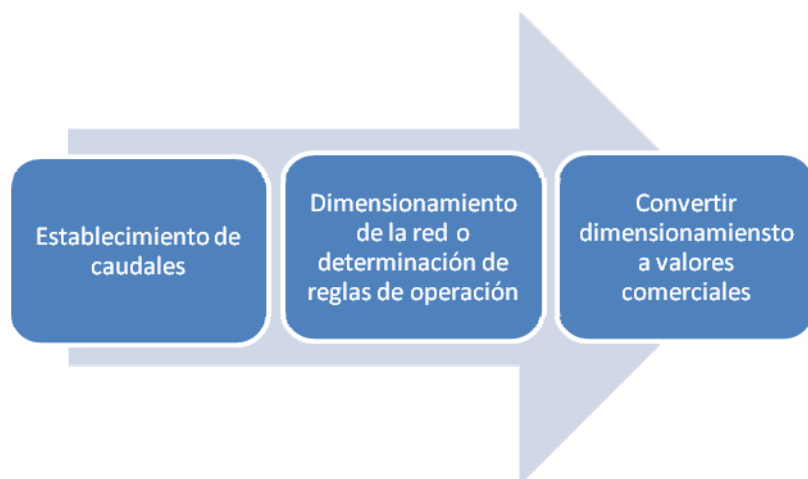 Establecimiento de
caudales
Dimensionamiento
de la red o
determinación de
reglas de operación
Convertir
dimensionamiensto
a valores
comerciales